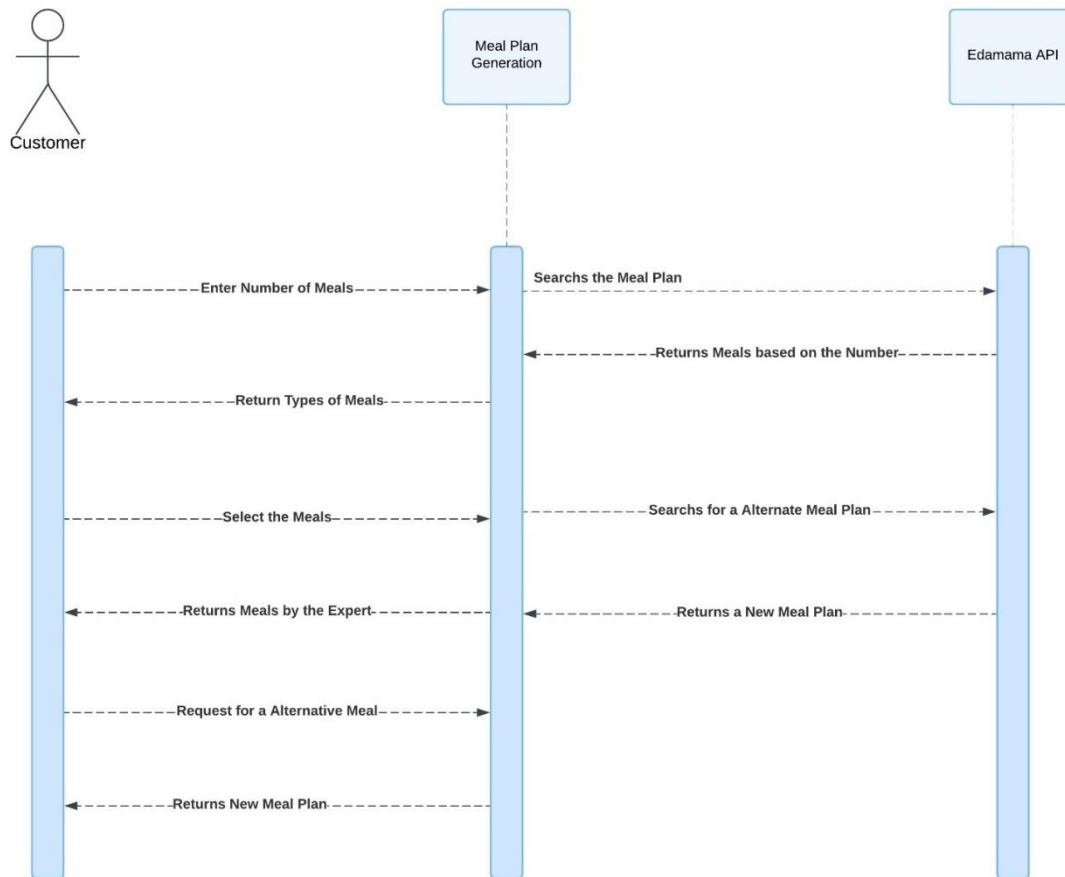 Meal Plan
Generation
Edamama API
Customer
Searchs the Meal Plan
Enter Number of Meals
Returns Meals based on the Number
Return Types of Meals
Searchs for a Alternate Meal Plan
Select the Meals
Returns Meals by the Expert
Returns a New Meal Plan
Request for a Alternative Meal
Returns New Meal Plan